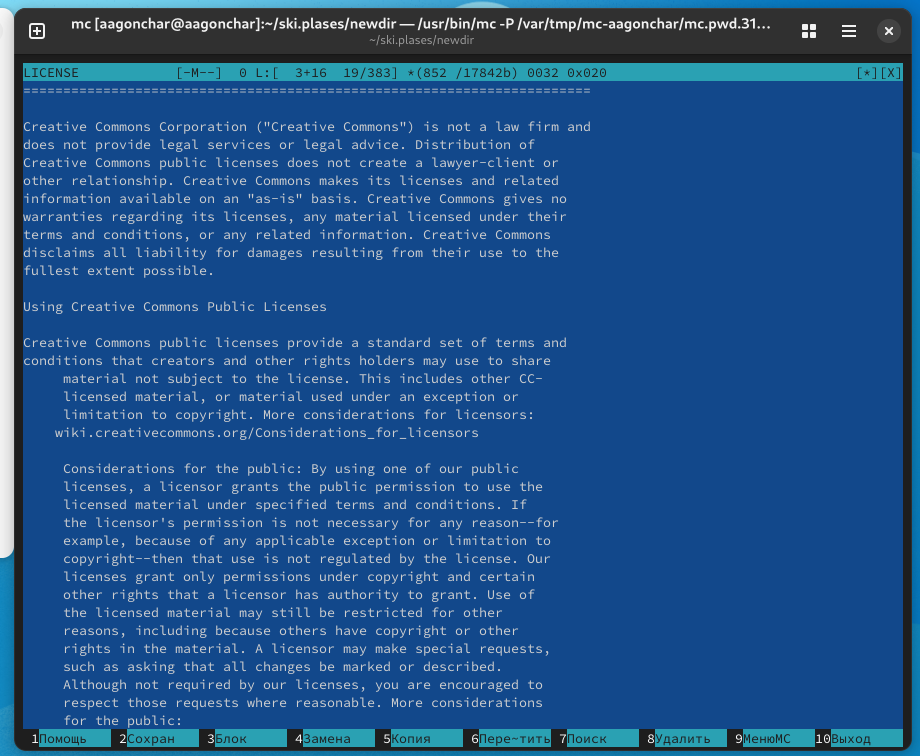 mc [aagonchar@aagonchar]:~/ski.plases/newdir — /usr/bin/mc -P /var/tmp/mc-aagonchar/mc.pwd.31…
~/ski.plases/newdir
LICENSE [-M--] 0 L:[ 3+16 19/383] *(852 /17842b) 0032 0x020 [*][X]
=======================================================================
Creative Commons Corporation ("Creative Commons") is not a law firm and
does not provide legal services or legal advice. Distribution of
Creative Commons public licenses does not create a lawyer-client or
other relationship. Creative Commons makes its licenses and related
information available on an "as-is" basis. Creative Commons gives no
warranties regarding its licenses, any material licensed under their
terms and conditions, or any related information. Creative Commons
disclaims all liability for damages resulting from their use to the
fullest extent possible.
Using Creative Commons Public Licenses
Creative Commons public licenses provide a standard set of terms and
conditions that creators and other rights holders may use to share
material not subject to the license. This includes other CC-
licensed material, or material used under an exception or
limitation to copyright. More considerations for licensors:
wiki.creativecommons.org/Considerations_for_licensors
Considerations for the public: By using one of our public
licenses, a licensor grants the public permission to use the
licensed material under specified terms and conditions. If
the licensor's permission is not necessary for any reason--for
example, because of any applicable exception or limitation to
copyright--then that use is not regulated by the license. Our
licenses grant only permissions under copyright and certain
other rights that a licensor has authority to grant. Use of
the licensed material may still be restricted for other
reasons, including because others have copyright or other
rights in the material. A licensor may make special requests,
such as asking that all changes be marked or described.
Although not required by our licenses, you are encouraged to
respect those requests where reasonable. More considerations
for the public:
1Помощь 2Сохран 3Блок 4Замена 5Копия 6Пере~тить 7Поиск 8Удалить 9МенюМС 10Выход